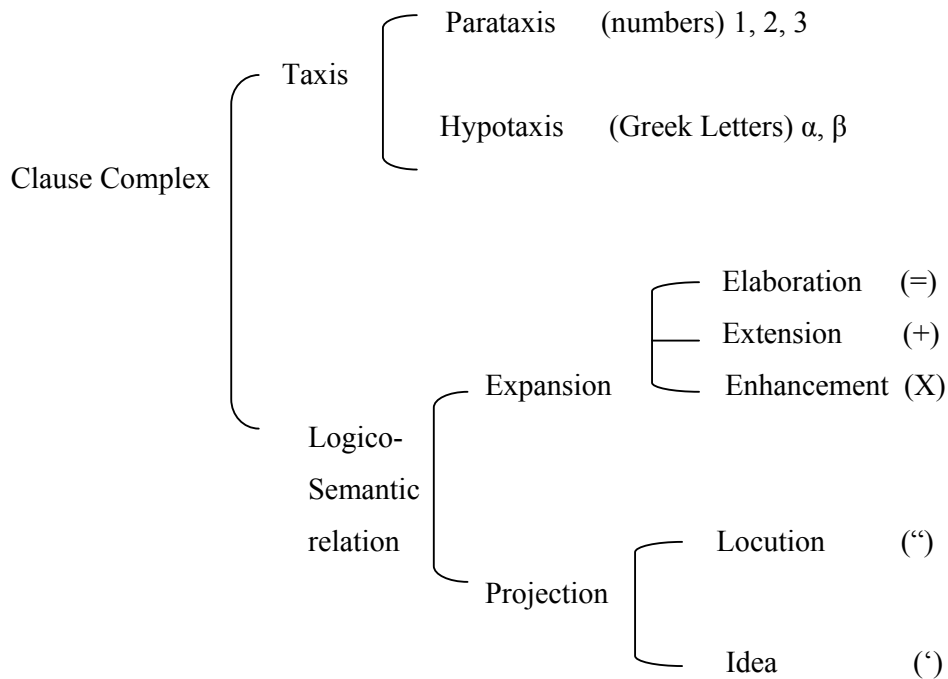 Parataxis (numbers) 1, 2, 3
Taxis
Hypotaxis (Greek Letters) α, β
Clause Complex
Elaboration (=)
Extension (+)
Expansion
Enhancement (X)
Logico-
Semantic
relation
Locution (“)
Projection
Idea (‘)